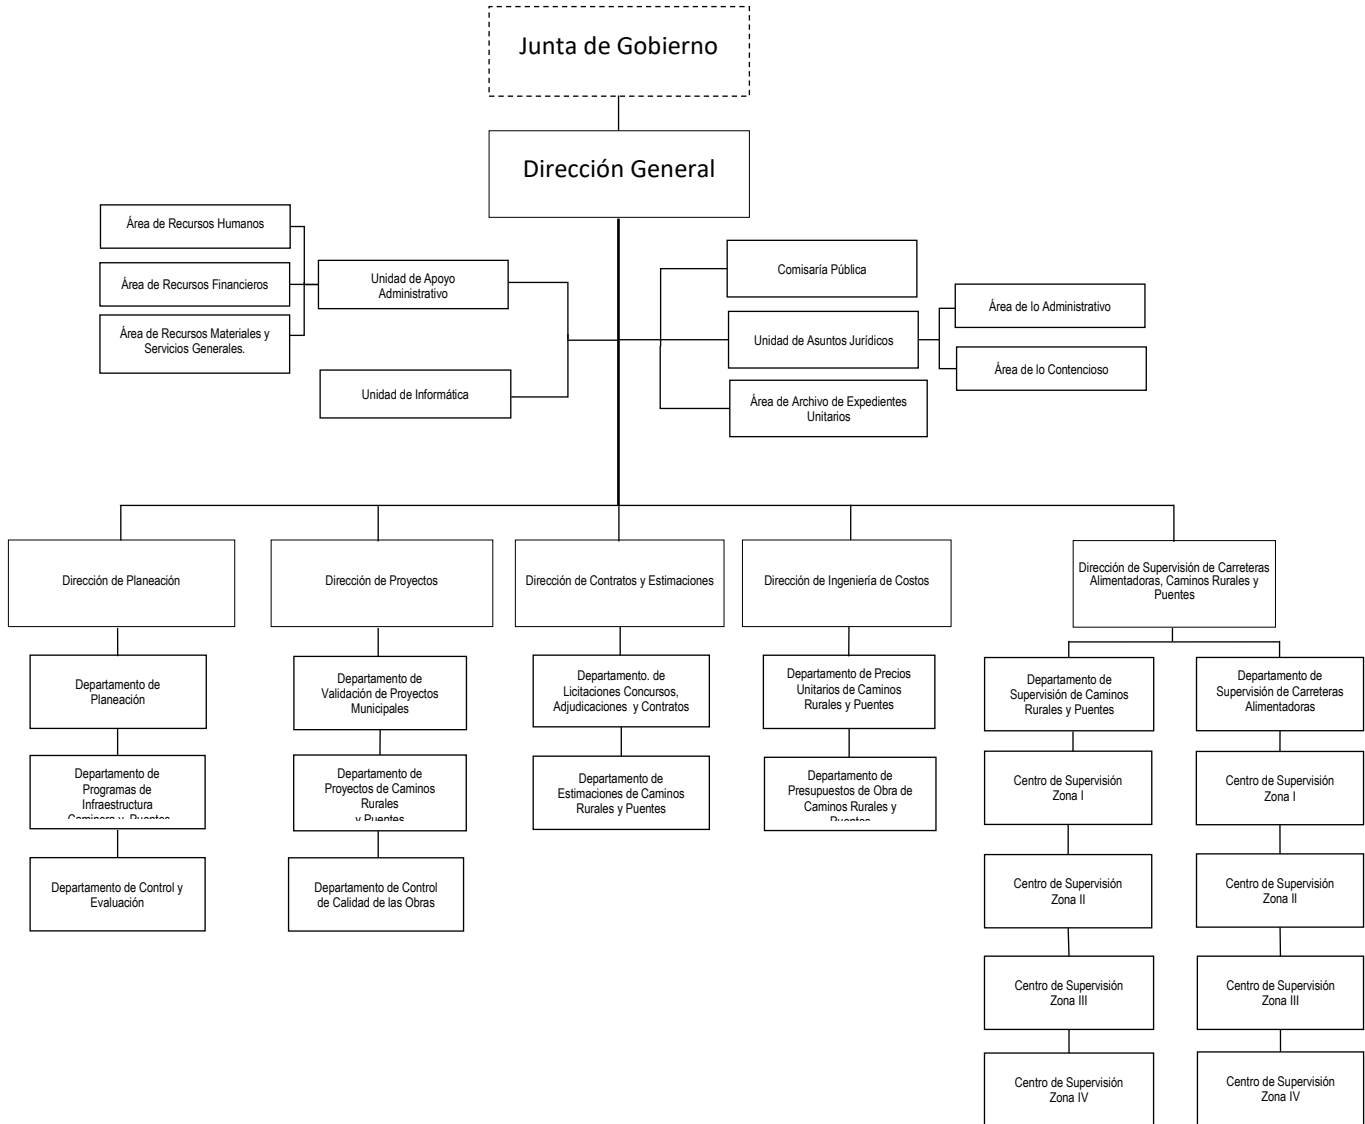 Junta de Gobierno
Dirección General
Área de Recursos Humanos
Área de Recursos Financieros
Área de Recursos Materiales y
Servicios Generales.
Unidad de Apoyo
Administrativo
Unidad de Informática
Comisaría Pública
Unidad de Asuntos Jurídicos
Área de Archivo de Expedientes
Unitarios
Área de lo Administrativo
Área de lo Contencioso
Dirección de Planeación
Dirección de Proyectos
Dirección de Contratos y Estimaciones
Dirección de Ingeniería de Costos
Dirección de Supervisión de Carreteras
Alimentadoras, Caminos Rurales y
Puentes
Departamento de
Planeación
Departamento de
Programas de
Infraestructura
Caminera y Puentes
Departamento de Control y
Evaluación
Departamento de
Validación de Proyectos
Municipales
Departamento de
Proyectos de Caminos
Rurales
y Puentes
Departamento de Control
de Calidad de las Obras
Departamento. de
Licitaciones Concursos,
Adjudicaciones y Contratos
Departamento de
Estimaciones de Caminos
Rurales y Puentes
Departamento de Precios
Unitarios de Caminos
Rurales y Puentes
Departamento de
Presupuestos de Obra de
Caminos Rurales y
Puentes
Departamento de
Supervisión de Caminos
Rurales y Puentes
Centro de Supervisión
Zona I
Centro de Supervisión
Zona II
Centro de Supervisión
Zona III
Centro de Supervisión
Zona IV
Departamento de
Supervisión de Carreteras
Alimentadoras
Centro de Supervisión
Zona I
Centro de Supervisión
Zona II
Centro de Supervisión
Zona III
Centro de Supervisión
Zona IV